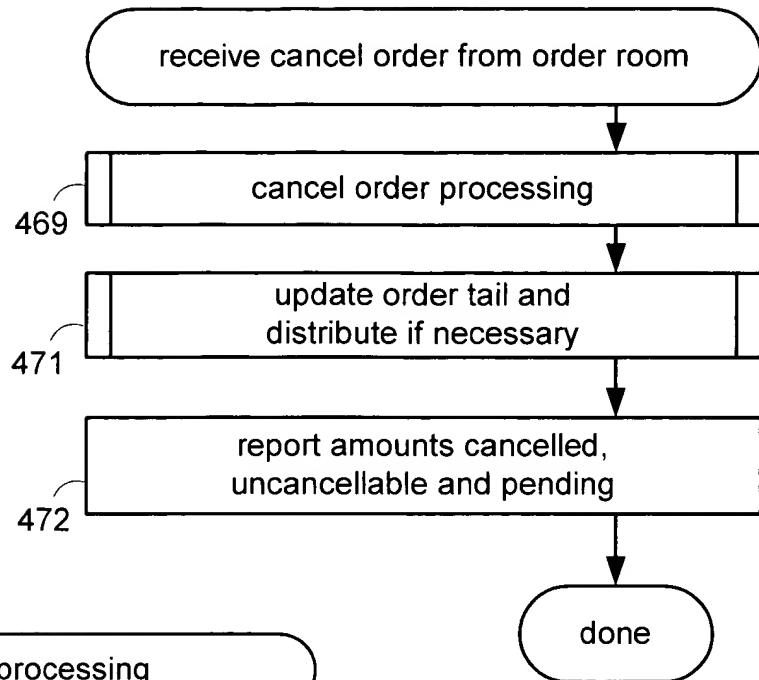 receive cancel order from order room
cancel order processing
469
update order tail and
distribute if necessary
471
report amounts cancelled,
uncancellable and pending
472
done
processing